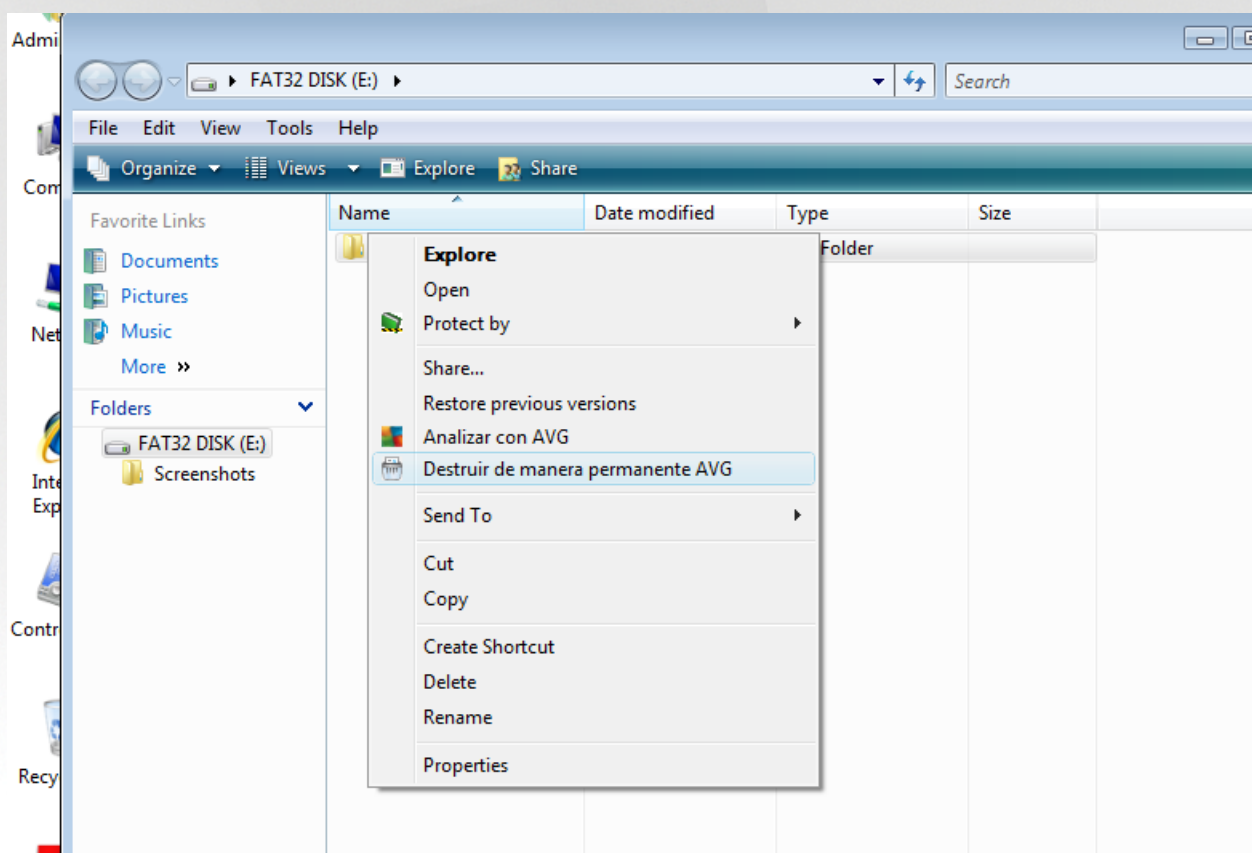 Admi
FAT32 DISK (E:)
Search
File Edit View Tools Help
Organize Views Explore Share
Com
Favorite Links
Documents
Pictures
Music
More »
Folders
FAT32 DISK (E:)
Screenshots
Net
Inte
Exp
Contr
Recy
Name Date modified Type Size
Folder
Explore
Open
Protect by
Share...
Restore previous versions
Analizar con AVG
Destruir de manera permanente AVG
Send To
Cut
Copy
Create Shortcut
Delete
Rename
Properties